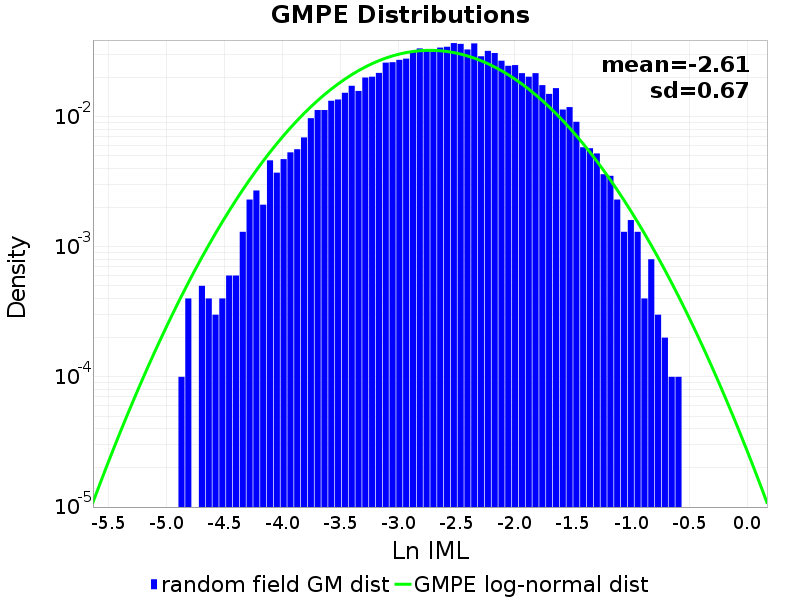 GMPE Distributions
mean=-2.61
sd=0.67
Density
10^-2
10^-3
10^-4
10^-5
-5.5 -5.0 -4.5 -4.0 -3.5 -3.0 -2.5 -2.0 -1.5 -1.0 -0.5 0.0
Ln IML
random field GM dist GMPE log-normal dist